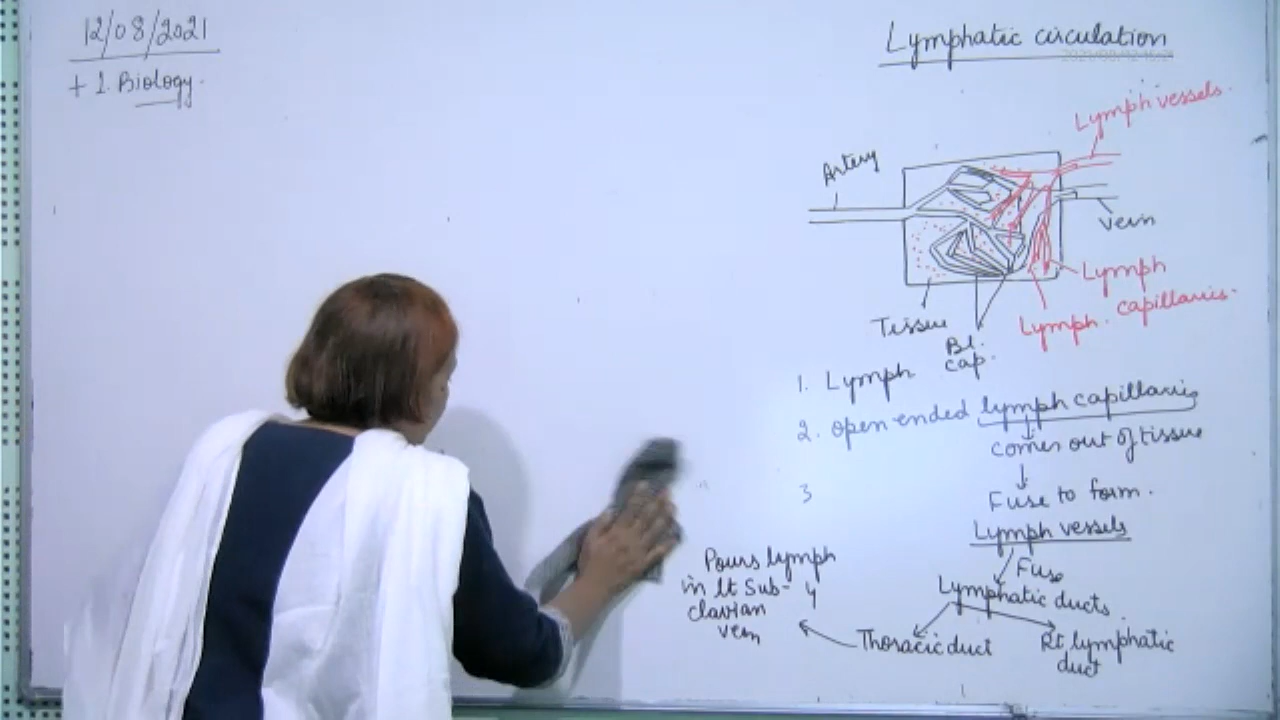 12/08/2021
+ 1. Biology.
Lymphatic circulation
Lymph vessels.
Artery
vein
Lymph
capillaries.
Lymph.
Tissue
Bl.
cap.
1. Lymph
2. open ended lymph capillaries
comes out of tissue
3
Fuse to form.
Lymph vessels
Fuse
Lymphatic ducts.
Thoracic duct
Rt lymphatic
duct
Pours lymph
in lt Sub-
clavian
vein
4